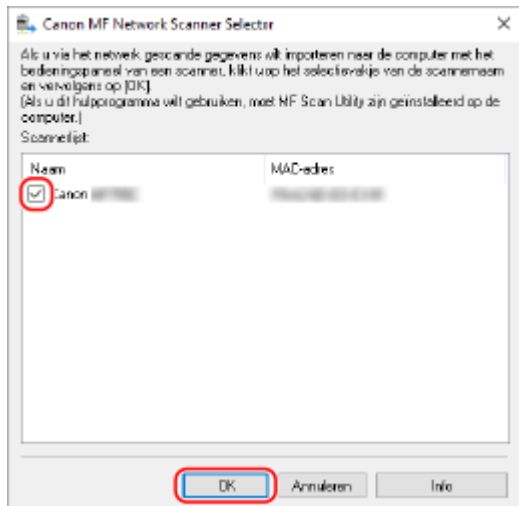 Canon MF Network Scanner Selector
Als u via het netwerk gescande gegevens wilt importeren naar de computer met het
bedieningspaneel van een scanner, klikt u op het selectievakje van de scannernaam
en vervolgens op [OK].
(Als u dit hulpprogramma wilt gebruiken, moet MF Scan Utility zijn geïnstalleerd op de
computer.)
Scannerlijst:
Naam MAC-adres
Canon
OK Annuleren Info